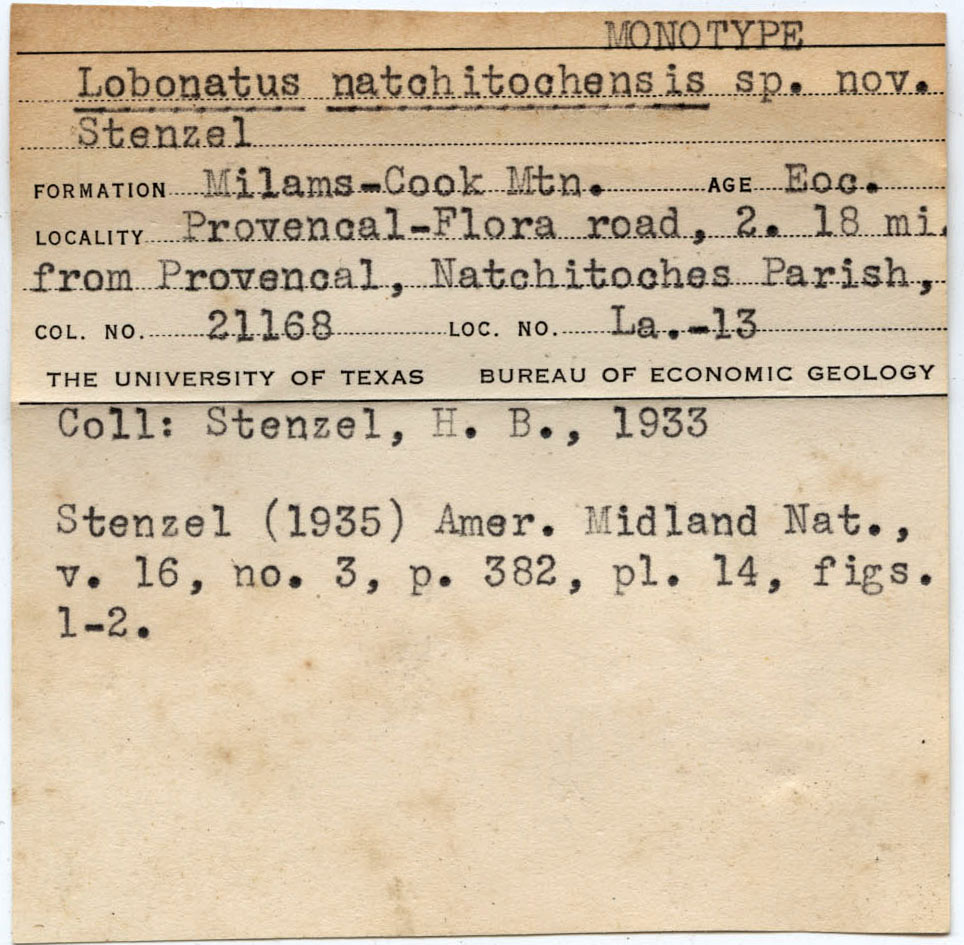 MONOTYPE
Lobonatus natchitochensis sp. nov.
Stenzel
FORMATION Milams-Cook Mtn. AGE Eoc.
LOCALITY Provencal-Flora road, 2. 18 mi.
from Provencal, Natchitoches Parish,
COL. NO. 21168 LOC. NO. La.-13
THE UNIVERSITY OF TEXAS BUREAU OF ECONOMIC GEOLOGY
Coll: Stenzel, H. B., 1933
Stenzel (1935) Amer. Midland Nat.,
v. 16, no. 3, p. 382, pl. 14, figs.
1-2.